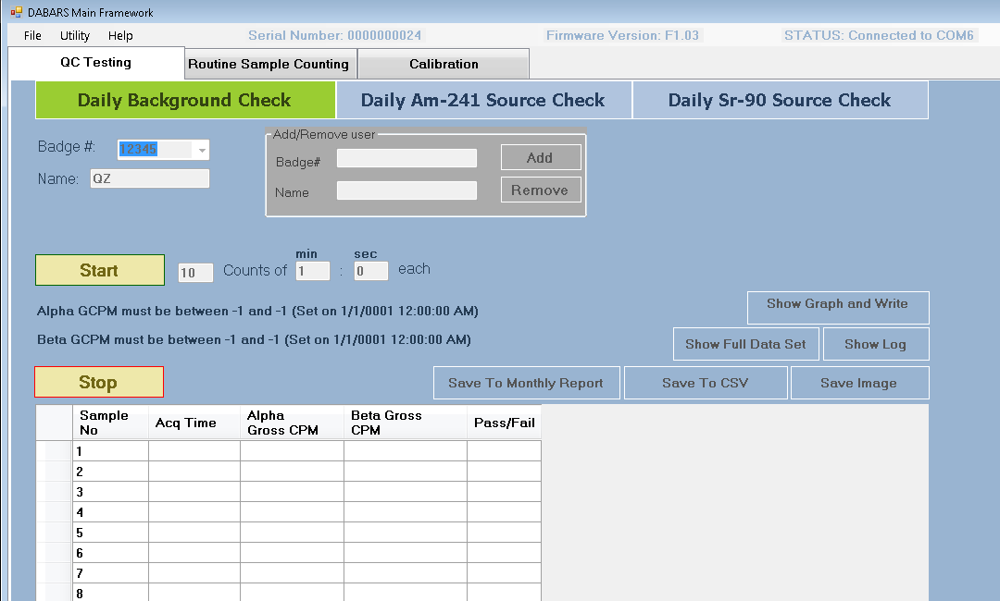 DABARS Main Framework
File Utility Help Serial Number: 0000000024 Firmware Version: F1.03 STATUS: Connected to COM6
QC Testing Routine Sample Counting Calibration
Daily Background Check Daily Am-241 Source Check Daily Sr-90 Source Check
Add/Remove user
Badge #: 12345 Badge# Add
Name: QZ Name Remove
min sec
Start 10 Counts of 1 : 0 each
Alpha GCPM must be between -1 and -1 (Set on 1/1/0001 12:00:00 AM) Show Graph and Write
Beta GCPM must be between -1 and -1 (Set on 1/1/0001 12:00:00 AM) Show Full Data Set Show Log
Stop Save To Monthly Report Save To CSV Save Image
Sample No Acq Time Alpha Gross CPM Beta Gross CPM Pass/Fail
1
2
3
4
5
6
7
8